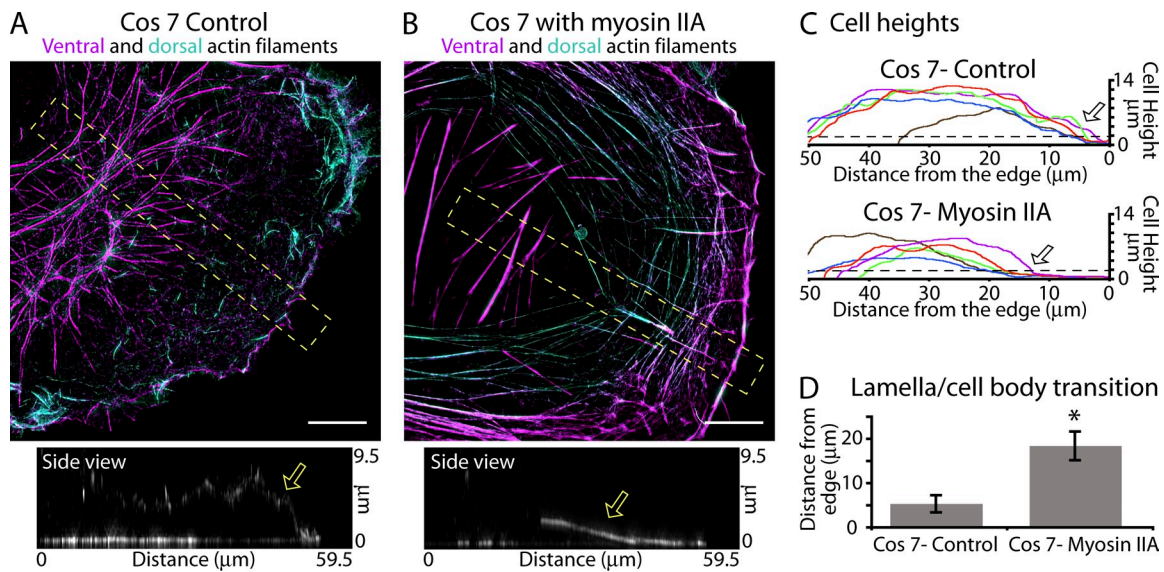 A
Cos 7 Control
Ventral and dorsal actin filaments
Side view
9.5
μm
0
0
Distance (μm)
59.5
B
Cos 7 with myosin IIA
Ventral and dorsal actin filaments
Side view
9.5
μm
0
0
Distance (μm)
59.5
C Cell heights
Cos 7- Control
14
0
Cell Height
μm
50 40 30 20 10 0
Distance from the edge (μm)
Cos 7- Myosin IIA
14
0
Cell Height
μm
50 40 30 20 10 0
Distance from the edge (μm)
D Lamella/cell body transition
Distance from
edge (μm)
20
10
0
*
Cos 7- Control Cos 7- Myosin IIA